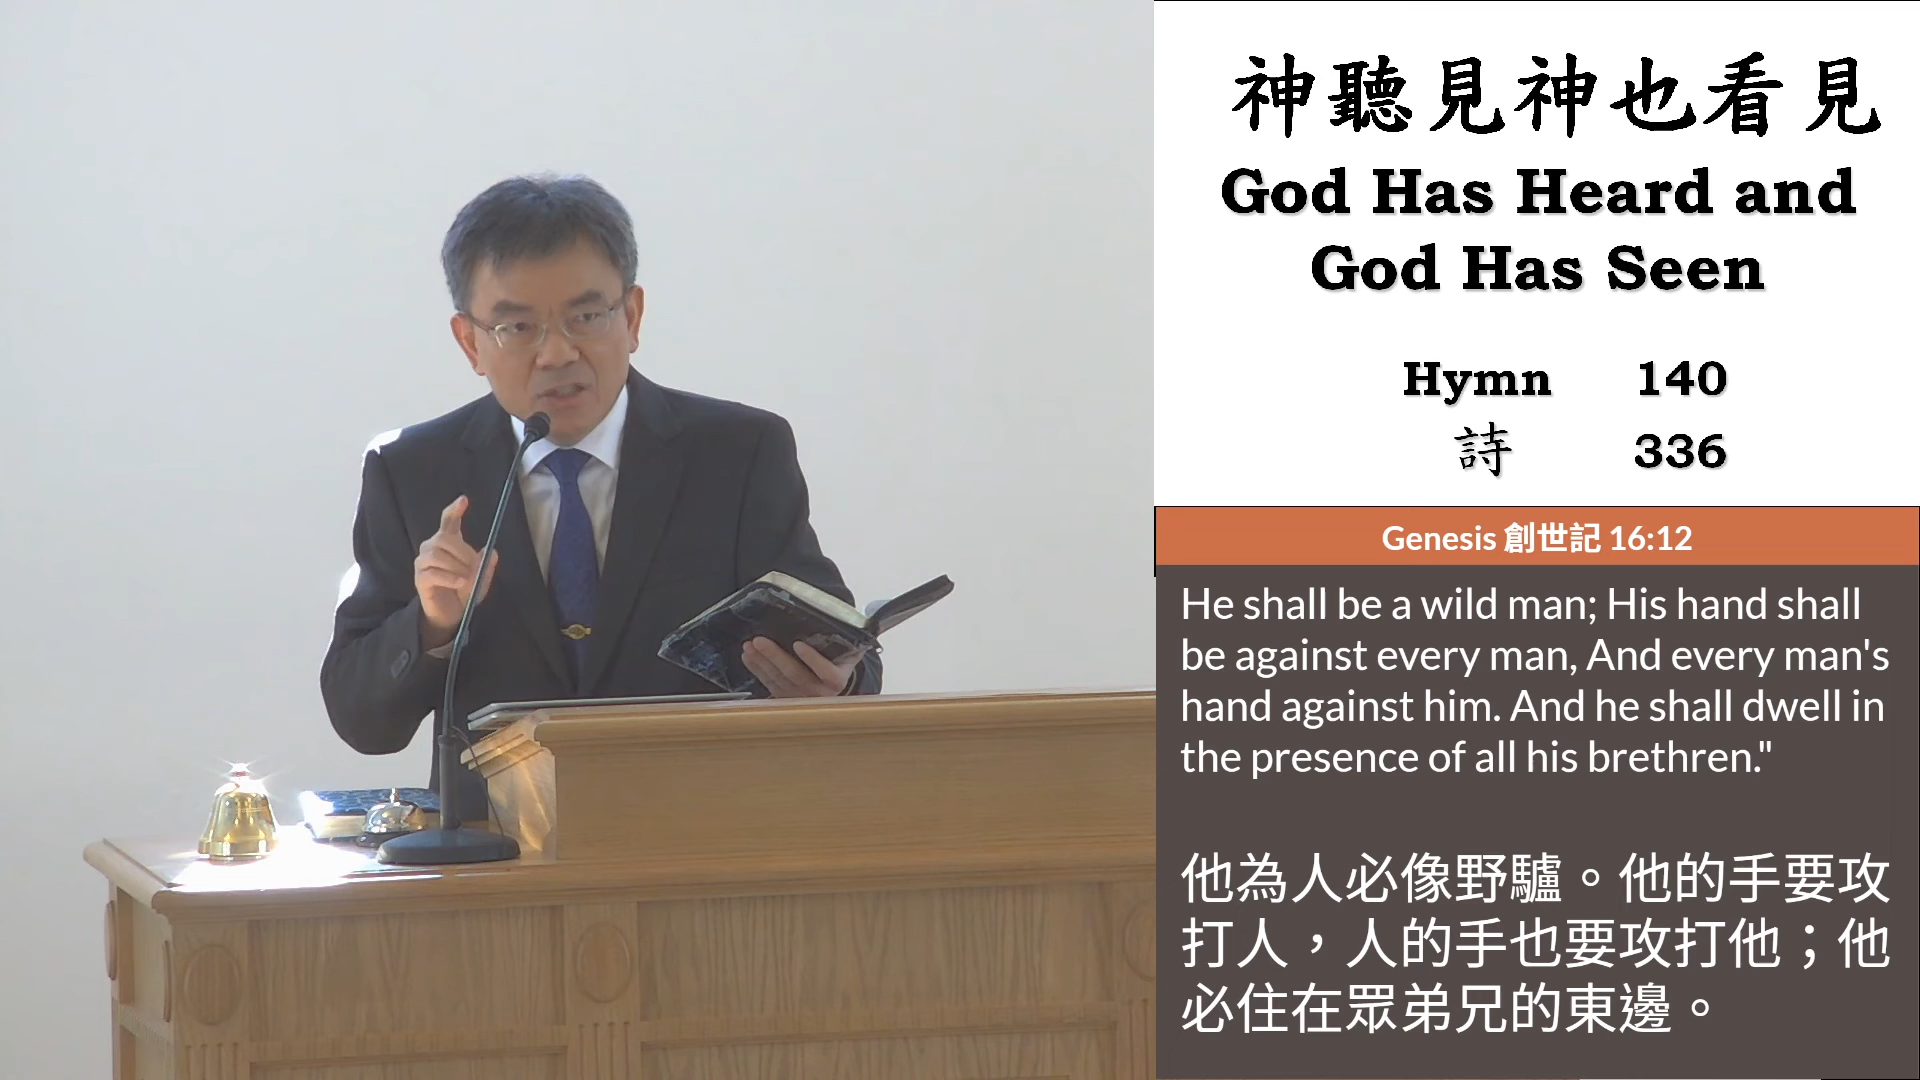 神聽見神也看見
God Has Heard and
God Has Seen
Hymn 140
詩 336
Genesis 創世記 16:12
He shall be a wild man; His hand shall
be against every man, And every man's
hand against him. And he shall dwell in
the presence of all his brethren."
他為人必像野驢。他的手要攻
打人，人的手也要攻打他；他
必住在眾弟兄的東邊。